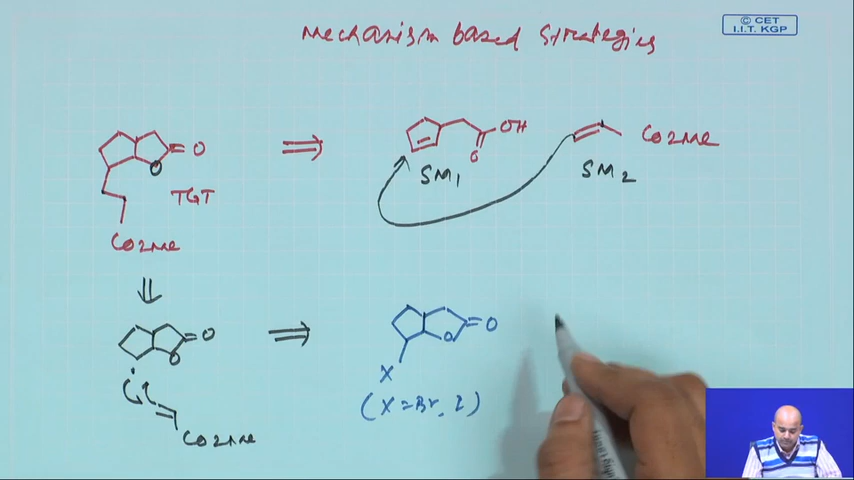 © CET
I.I.T. KGP
Mechanism based Strategies
O
O
TGT
CO2Me
OH
O
SM1
CO2Me
SM2
O
O
CO2Me
O
O
X
(X = Br, I)